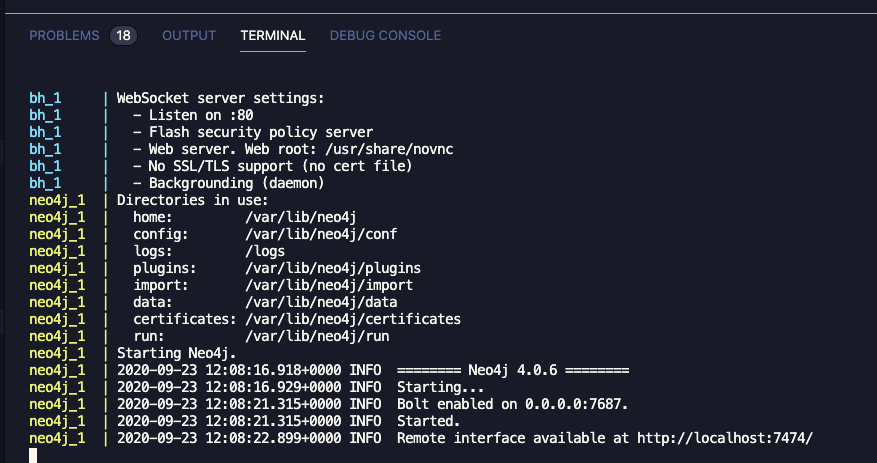 PROBLEMS 18 OUTPUT TERMINAL DEBUG CONSOLE
bh_1     | WebSocket server settings:
bh_1     |   - Listen on :80
bh_1     |   - Flash security policy server
bh_1     |   - Web server. Web root: /usr/share/novnc
bh_1     |   - No SSL/TLS support (no cert file)
bh_1     |   - Backgrounding (daemon)
neo4j_1  | Directories in use:
neo4j_1  |   home:         /var/lib/neo4j
neo4j_1  |   config:       /var/lib/neo4j/conf
neo4j_1  |   logs:         /logs
neo4j_1  |   plugins:      /var/lib/neo4j/plugins
neo4j_1  |   import:       /var/lib/neo4j/import
neo4j_1  |   data:         /var/lib/neo4j/data
neo4j_1  |   certificates: /var/lib/neo4j/certificates
neo4j_1  |   run:          /var/lib/neo4j/run
neo4j_1  | Starting Neo4j.
neo4j_1  | 2020-09-23 12:08:16.918+0000 INFO  ======== Neo4j 4.0.6 ========
neo4j_1  | 2020-09-23 12:08:16.929+0000 INFO  Starting...
neo4j_1  | 2020-09-23 12:08:21.315+0000 INFO  Bolt enabled on 0.0.0.0:7687.
neo4j_1  | 2020-09-23 12:08:21.315+0000 INFO  Started.
neo4j_1  | 2020-09-23 12:08:22.899+0000 INFO  Remote interface available at http://localhost:7474/